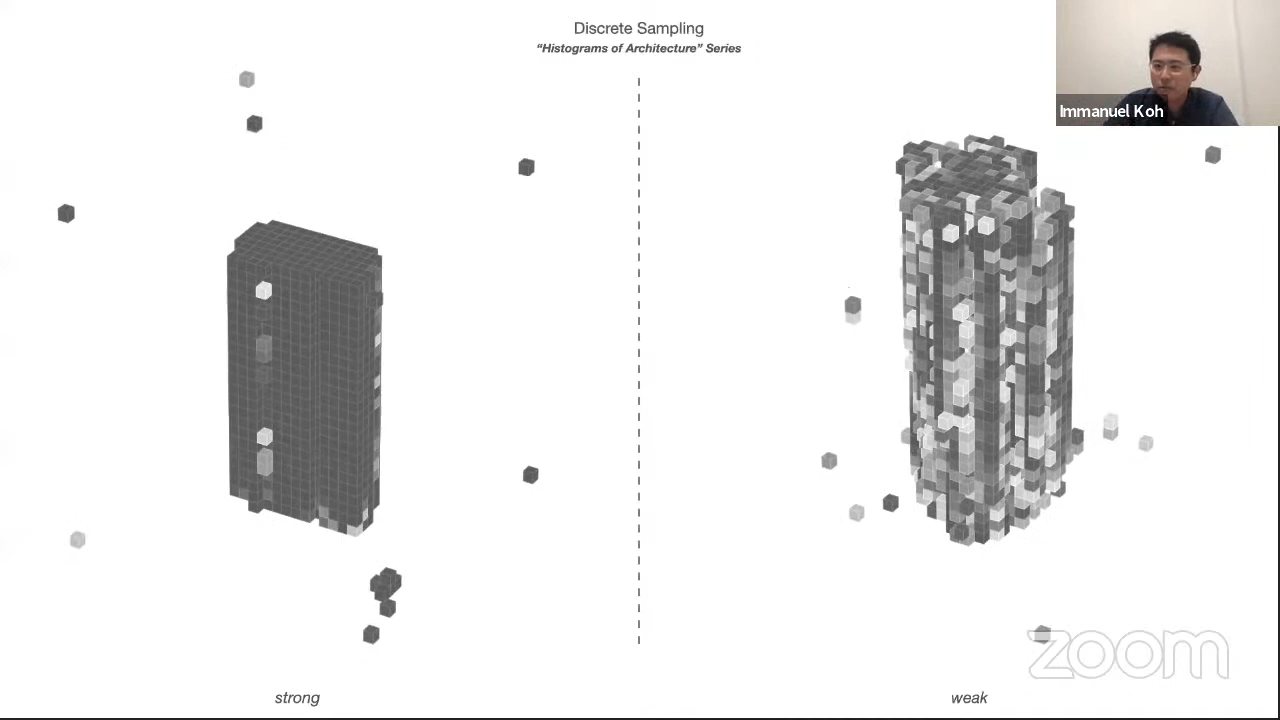 Discrete Sampling
“Histograms of Architecture” Series
Immanuel Koh
strong
weak
zoom